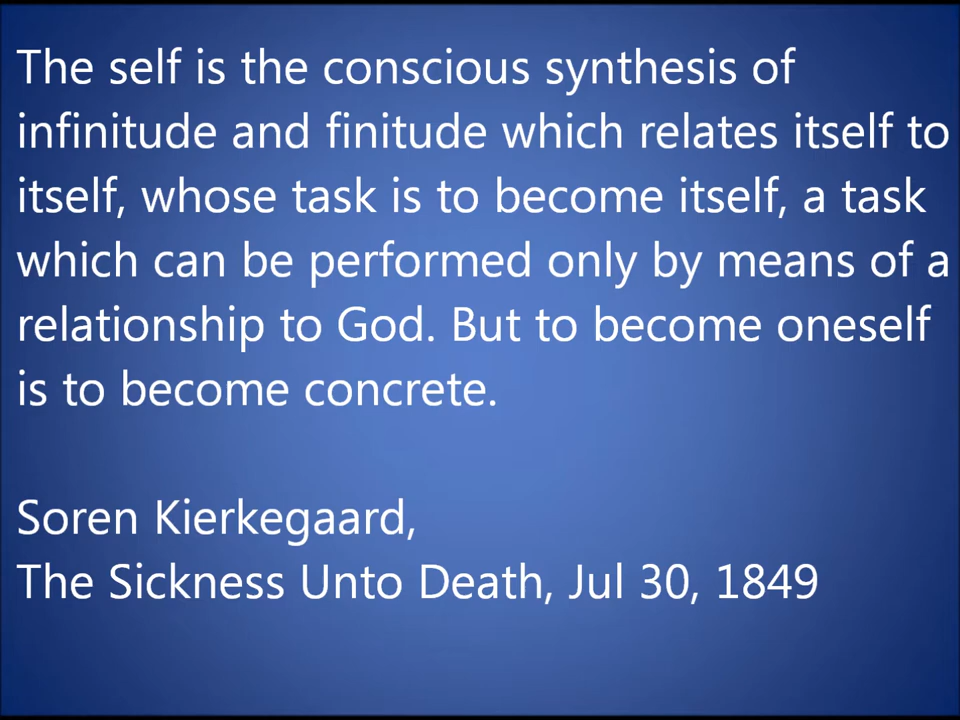 The self is the conscious synthesis of
infinitude and finitude which relates itself to
itself, whose task is to become itself, a task
which can be performed only by means of a
relationship to God. But to become oneself
is to become concrete.
Soren Kierkegaard,
The Sickness Unto Death, Jul 30, 1849